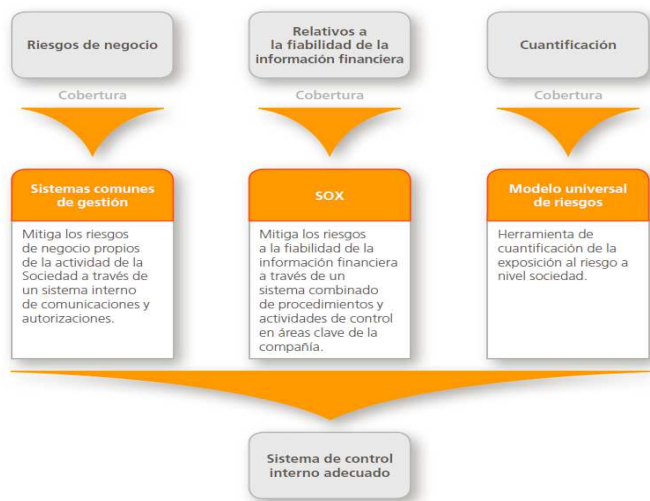 Riesgos de negocio
Relativos a
la fiabilidad de la
información financiera
Cuantificación
Cobertura
Cobertura
Cobertura
Sistemas comunes
de gestión
Mitiga los riesgos
de negocio propios
de la actividad de la
Sociedad a través de
un sistema interno
de comunicaciones y
autorizaciones.
SOX
Mitiga los riesgos
a la fiabilidad de la
información financiera
a través de un
sistema combinado
de procedimientos y
actividades de control
en áreas clave de la
compañía.
Modelo universal
de riesgos
Herramienta de
cuantificación de la
exposición al riesgo a
nivel sociedad.
Sistema de control
interno adecuado